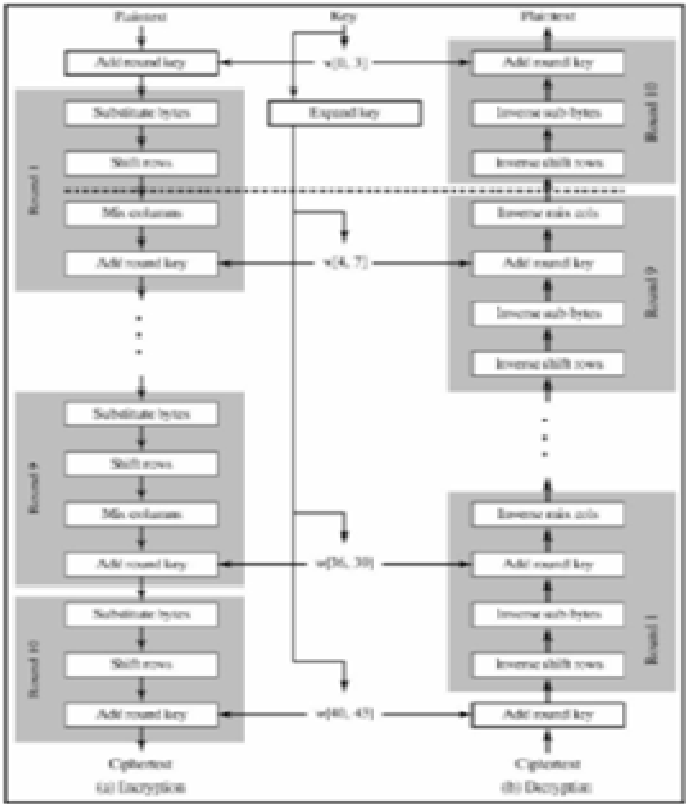 Plaintext
Key
Plaintext
Add round key
w[0, 3]
Add round key
Substitute bytes
Expand key
Inverse sub bytes
Shift rows
Inverse shift rows
Round 1
Round 10
Mix columns
Inverse mix cols
Add round key
w[4, 7]
Add round key
Inverse sub bytes
Inverse shift rows
Round 9
Substitute bytes
Shift rows
Mix columns
Inverse mix cols
Add round key
w[36, 39]
Add round key
Round 9
Substitute bytes
Inverse sub bytes
Shift rows
Inverse shift rows
Round 10
Round 1
Add round key
w[40, 43]
Add round key
Ciphertext
Ciphertext
(a) Encryption
(b) Decryption